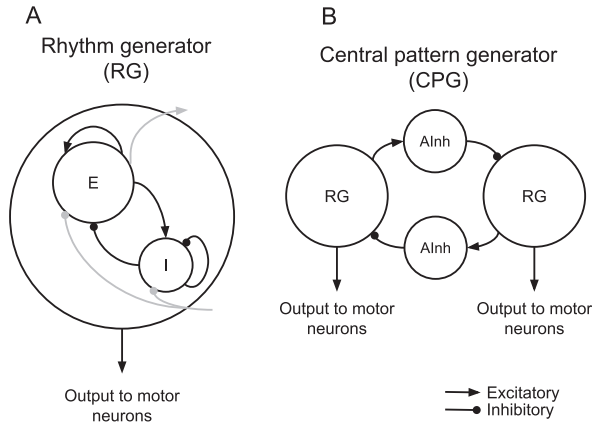 A
Rhythm generator
(RG)
E
I
Output to motor
neurons
B
Central pattern generator
(CPG)
AInh
RG
RG
AInh
Output to motor
neurons
Output to motor
neurons
Excitatory
Inhibitory